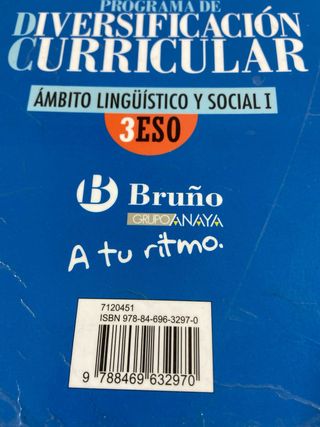 PROGRAMA DE
DIVERSIFICACIÓN
CURRICULAR
ÁMBITO LINGÜÍSTICO Y SOCIAL I
3ESO
B Bruño
GRUPO ANAYA
A tu ritmo.
7120451
ISBN 978-84-696-3297-0
9 788469 632970